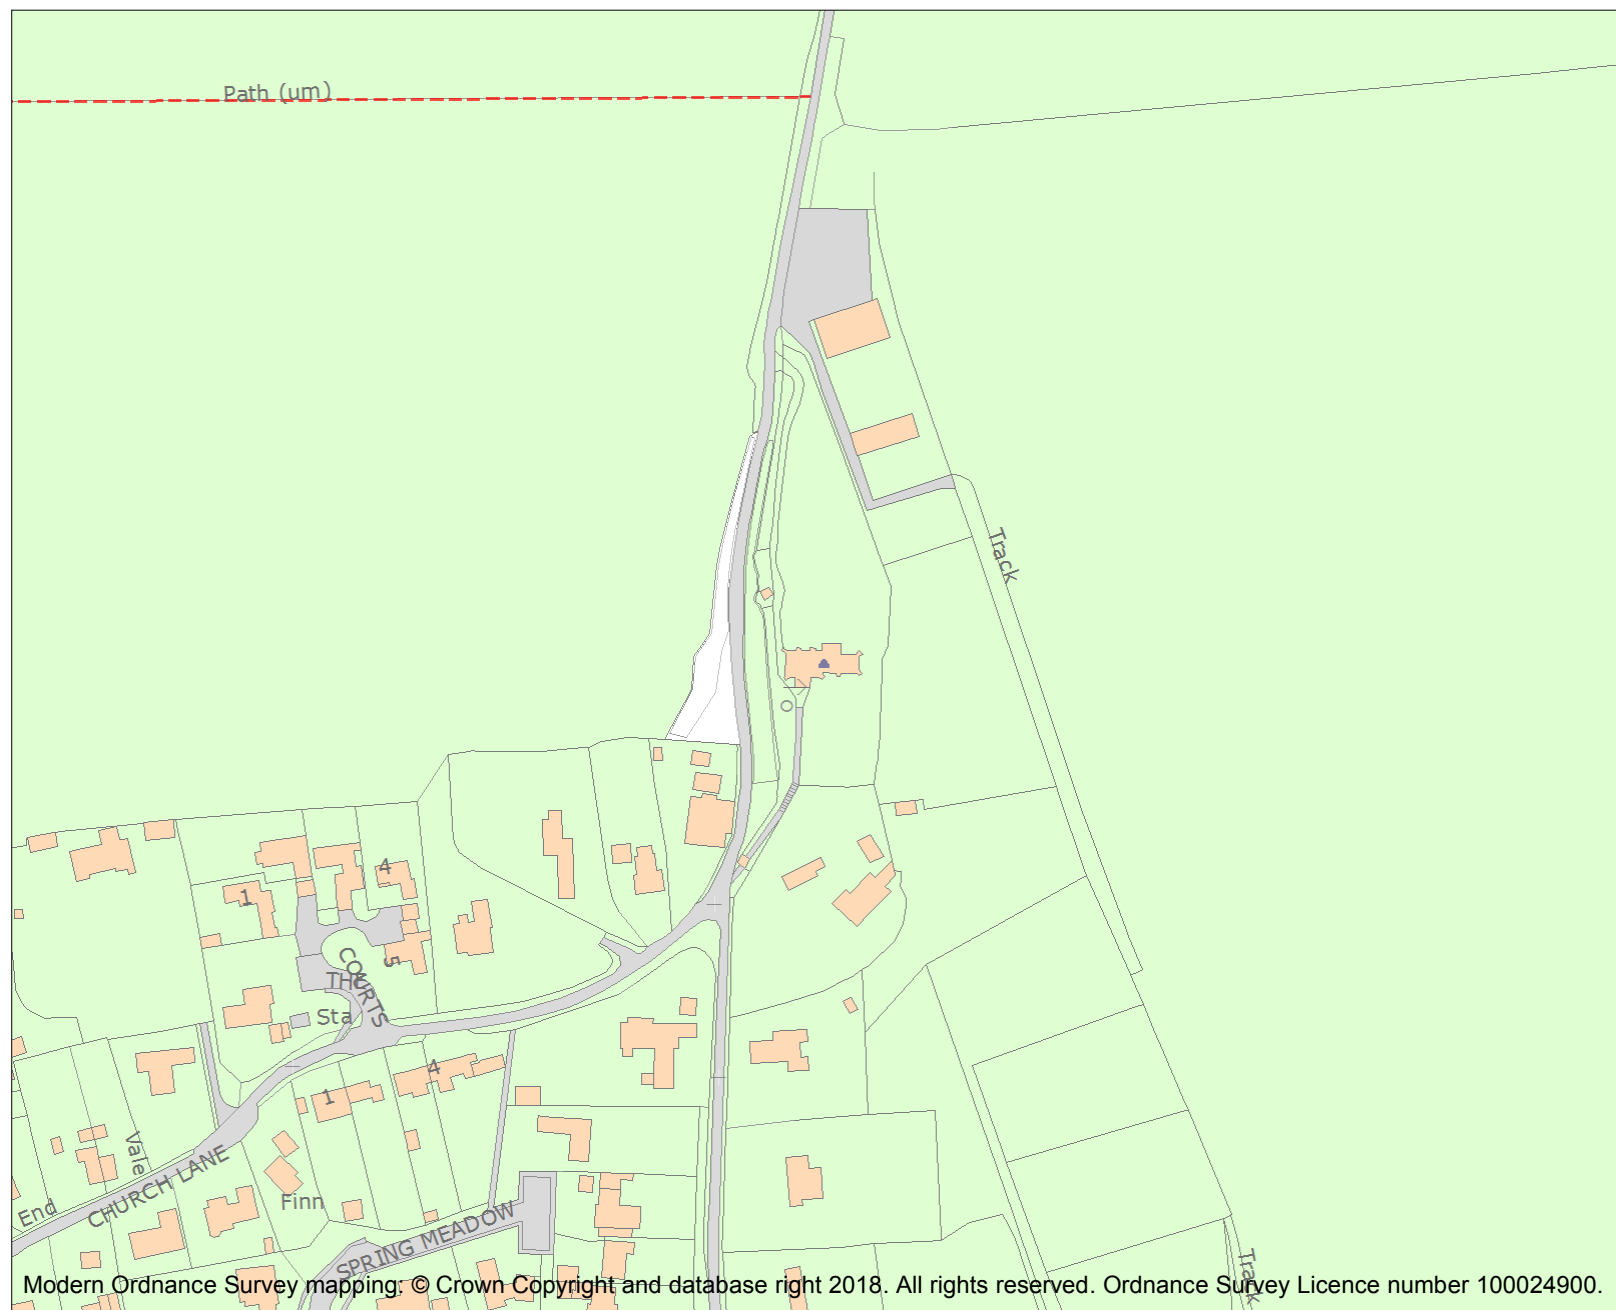 Path (um)
Track
4
1
5
THE
COURTS
Sta
4
1
Vale
CHURCH LANE
End
Finn
SPRING MEADOW
Track
Modern Ordnance Survey mapping: © Crown Copyright and database right 2018. All rights reserved. Ordnance Survey Licence number 100024900.